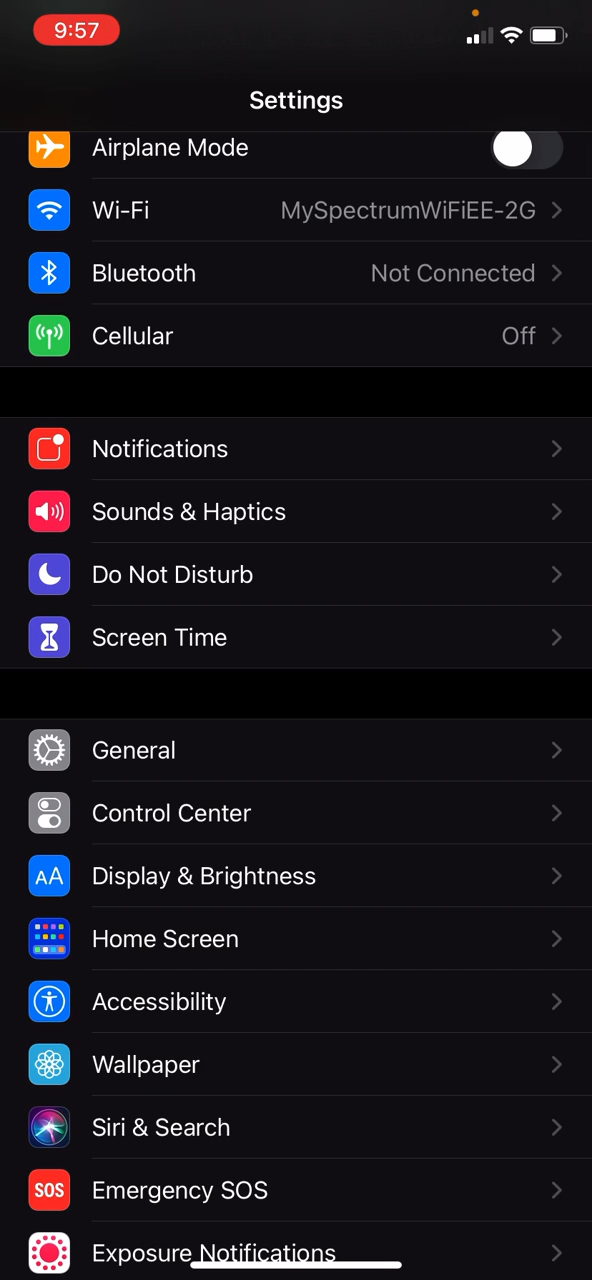 9:57
Settings
Airplane Mode
Wi-Fi MySpectrumWiFiEE-2G
Bluetooth Not Connected
Cellular Off
Notifications
Sounds & Haptics
Do Not Disturb
Screen Time
General
Control Center
AA Display & Brightness
Home Screen
Accessibility
Wallpaper
Siri & Search
SOS Emergency SOS
Exposure Notifications